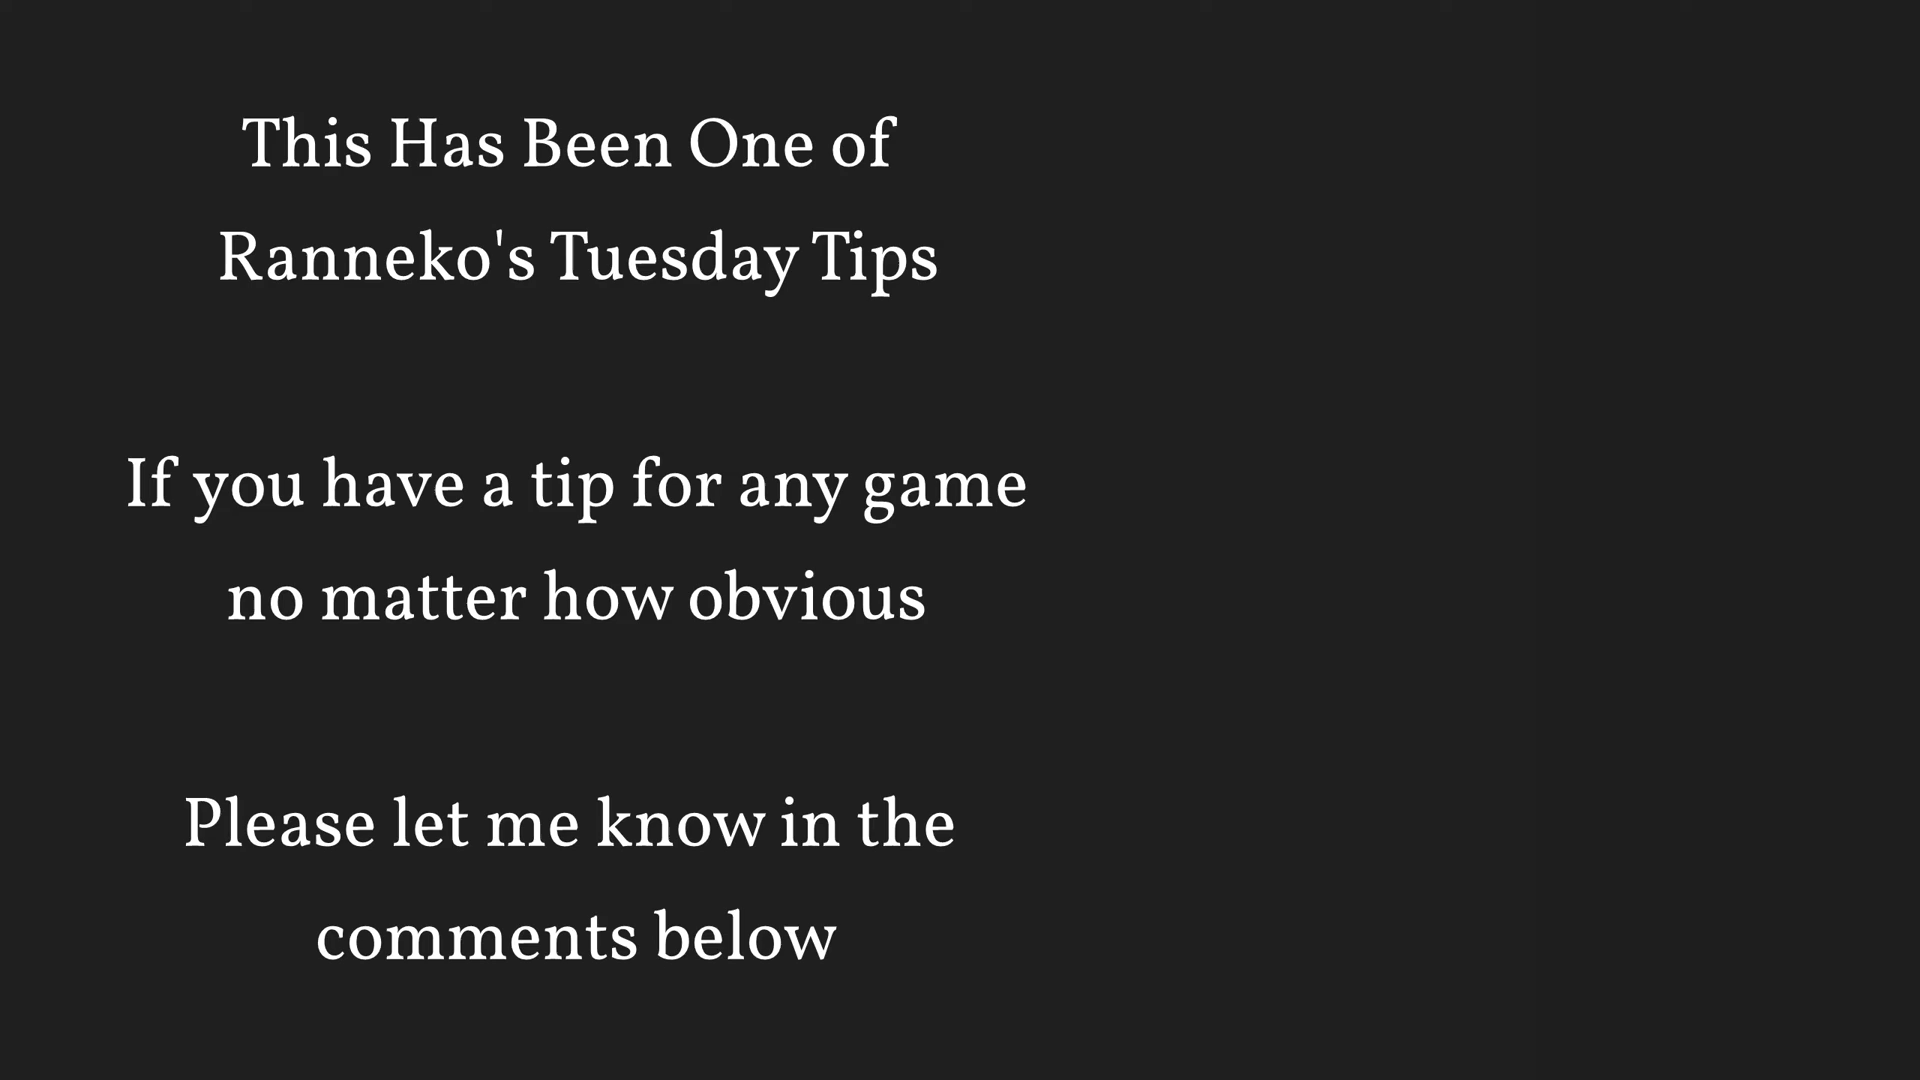 This Has Been One of
Ranneko's Tuesday Tips
If you have a tip for any game
no matter how obvious
Please let me know in the
comments below